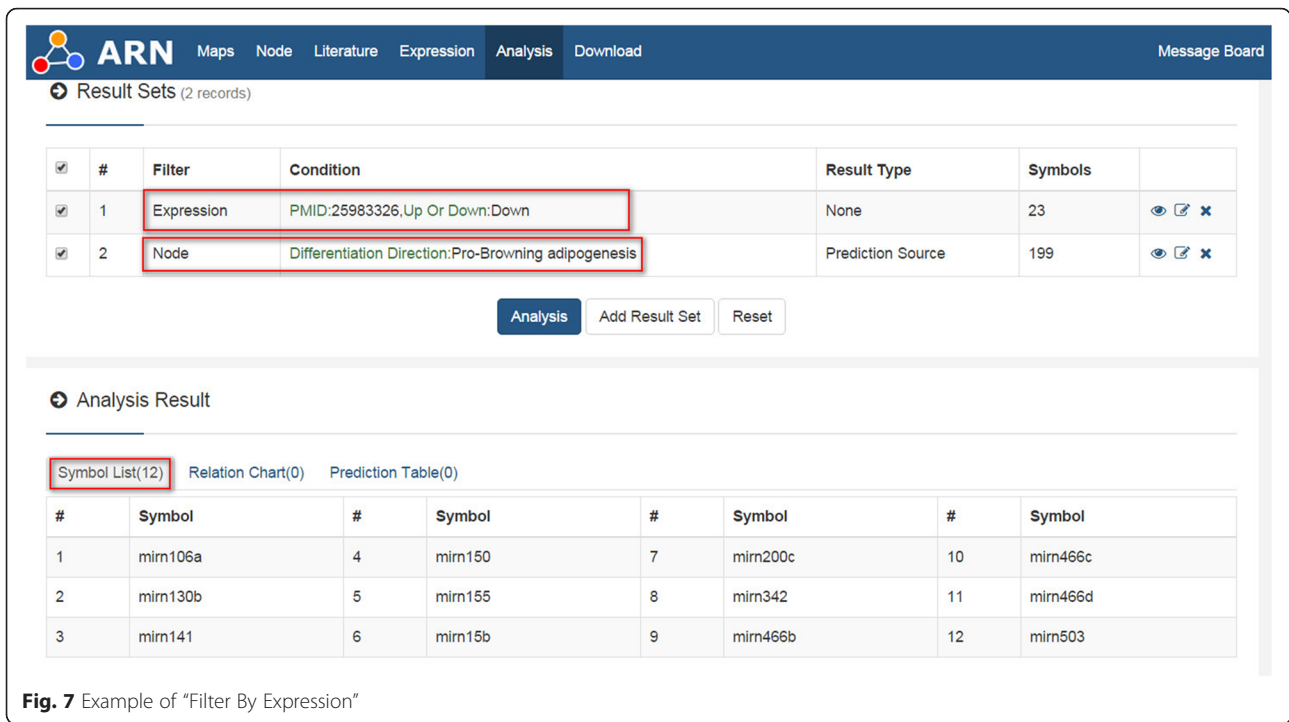 ARN Maps Node Literature Expression Analysis Download Message Board
Result Sets (2 records)
# Filter Condition Result Type Symbols
1 Expression PMID:25983326,Up Or Down:Down None 23
2 Node Differentiation Direction:Pro-Browning adipogenesis Prediction Source 199
Analysis Add Result Set Reset
Analysis Result
Symbol List(12) Relation Chart(0) Prediction Table(0)
# Symbol # Symbol # Symbol # Symbol
1 mirn106a 4 mirn150 7 mirn200c 10 mirn466c
2 mirn130b 5 mirn155 8 mirn342 11 mirn466d
3 mirn141 6 mirn15b 9 mirn466b 12 mirn503
Fig. 7 Example of “Filter By Expression”